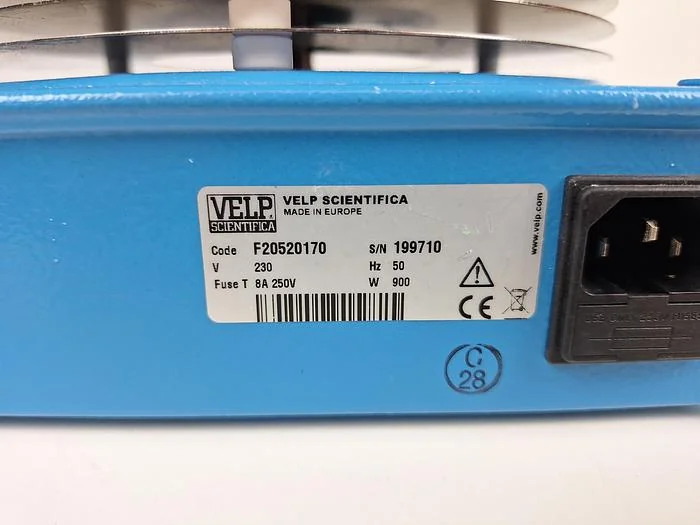 VELP
SCIENTIFICA
VELP SCIENTIFICA
MADE IN EUROPE
www.velp.com
Code F20520170 S/N 199710
V 230 Hz 50
Fuse T 8A 250V W 900
CE
C
28